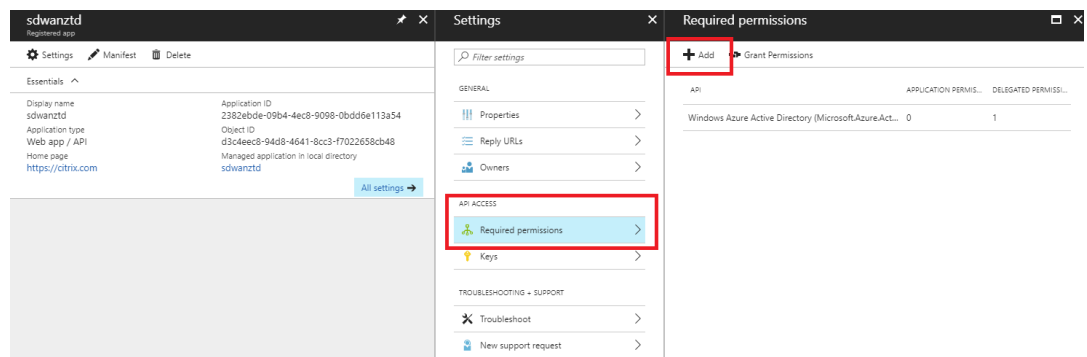 sdwanztd
Registered app
Settings
Manifest
Delete
Essentials
Display name
sdwanztd
Application type
Web app / API
Home page
https://citrix.com
Application ID
2382ebde-09b4-4ec8-9098-0bdd6e113a54
Object ID
d3c4eec8-94d8-4641-8cc3-f7022658cb48
Managed application in local directory
sdwanztd
All settings
Settings
Filter settings
GENERAL
Properties
Reply URLs
Owners
API ACCESS
Required permissions
Keys
TROUBLESHOOTING + SUPPORT
Troubleshoot
New support request
Required permissions
Add
Grant Permissions
API
APPLICATION PERMIS...
DELEGATED PERMISSI...
Windows Azure Active Directory (Microsoft.Azure.Act... 0 1